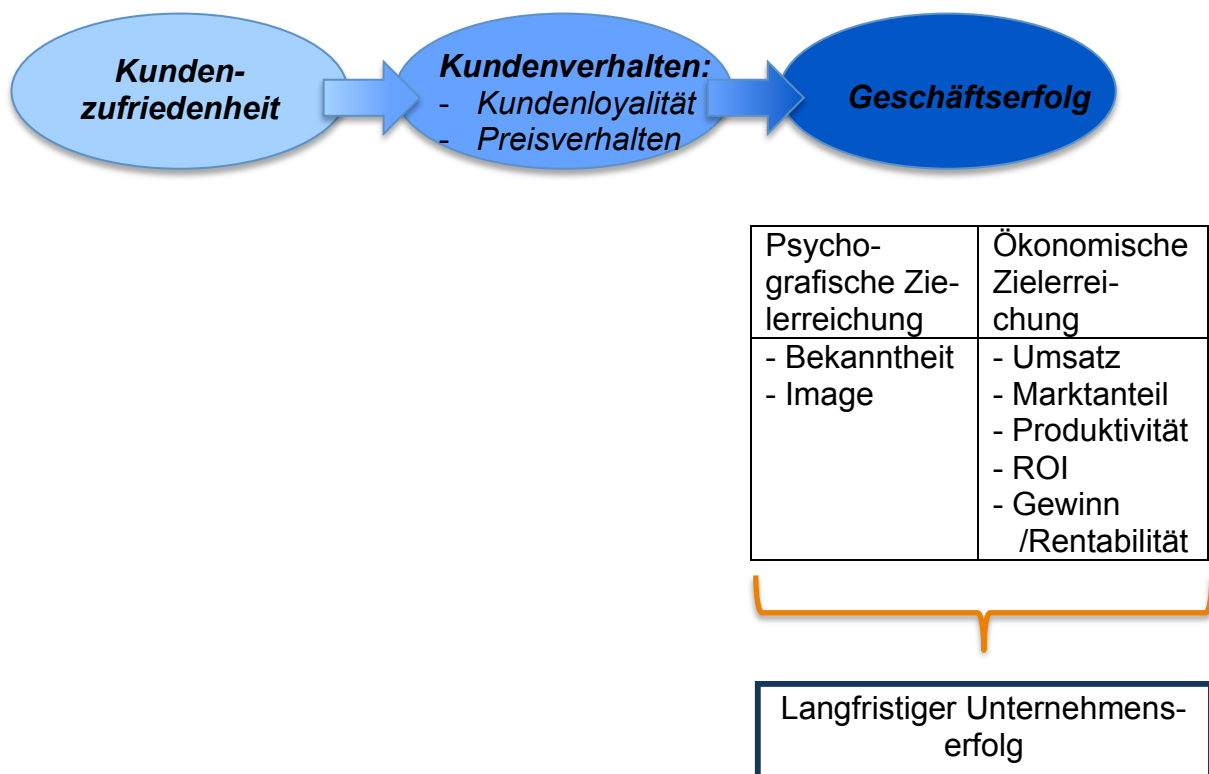 Kunden-
zufriedenheit
Kundenverhalten:
- Kundenloyalität
- Preisverhalten
Geschäftserfolg
Psycho-
grafische Zie-
lerreichung
- Bekanntheit
- Image
Ökonomische
Zielerrei-
chung
- Umsatz
- Marktanteil
- Produktivität
- ROI
- Gewinn
/Rentabilität
Langfristiger Unternehmens-
erfolg